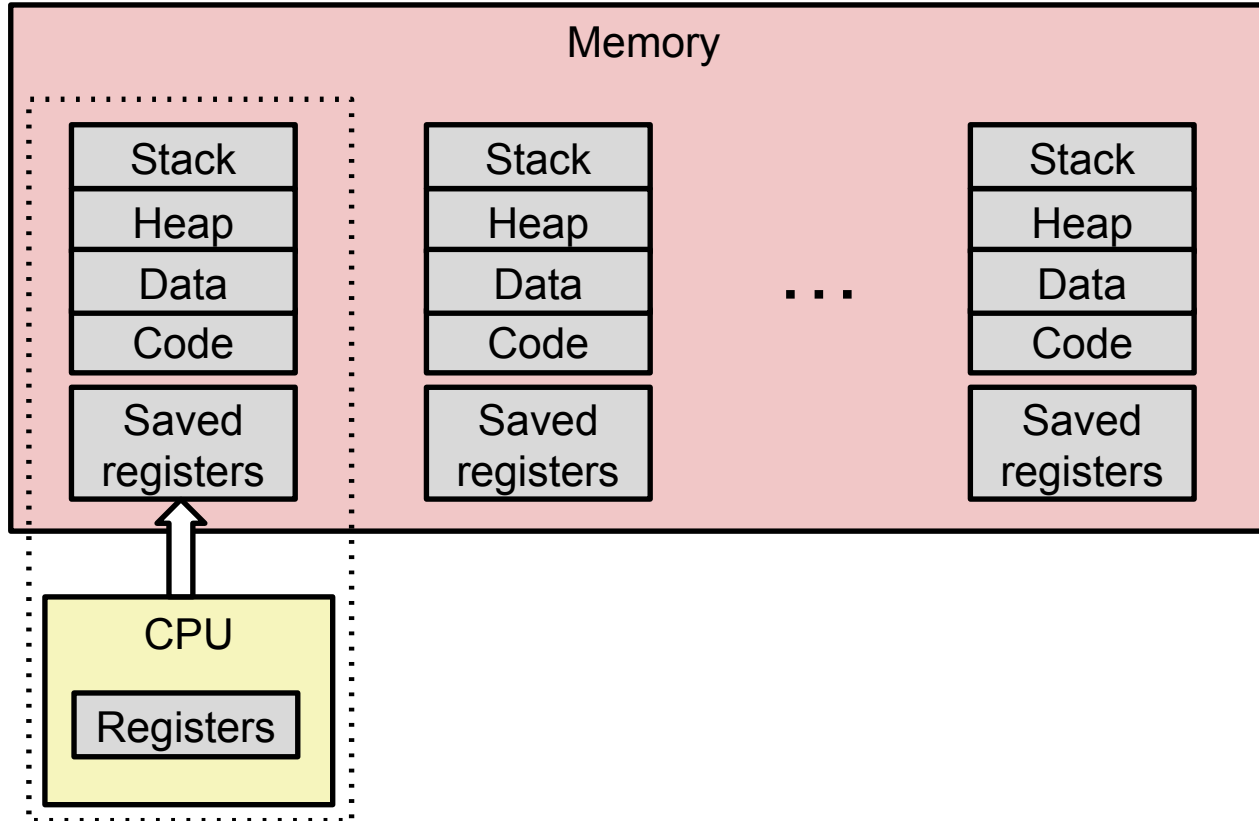 Memory
Stack
Heap
Data
Code
Saved
registers
Stack
Heap
Data
Code
Saved
registers
...
Stack
Heap
Data
Code
Saved
registers
CPU
Registers